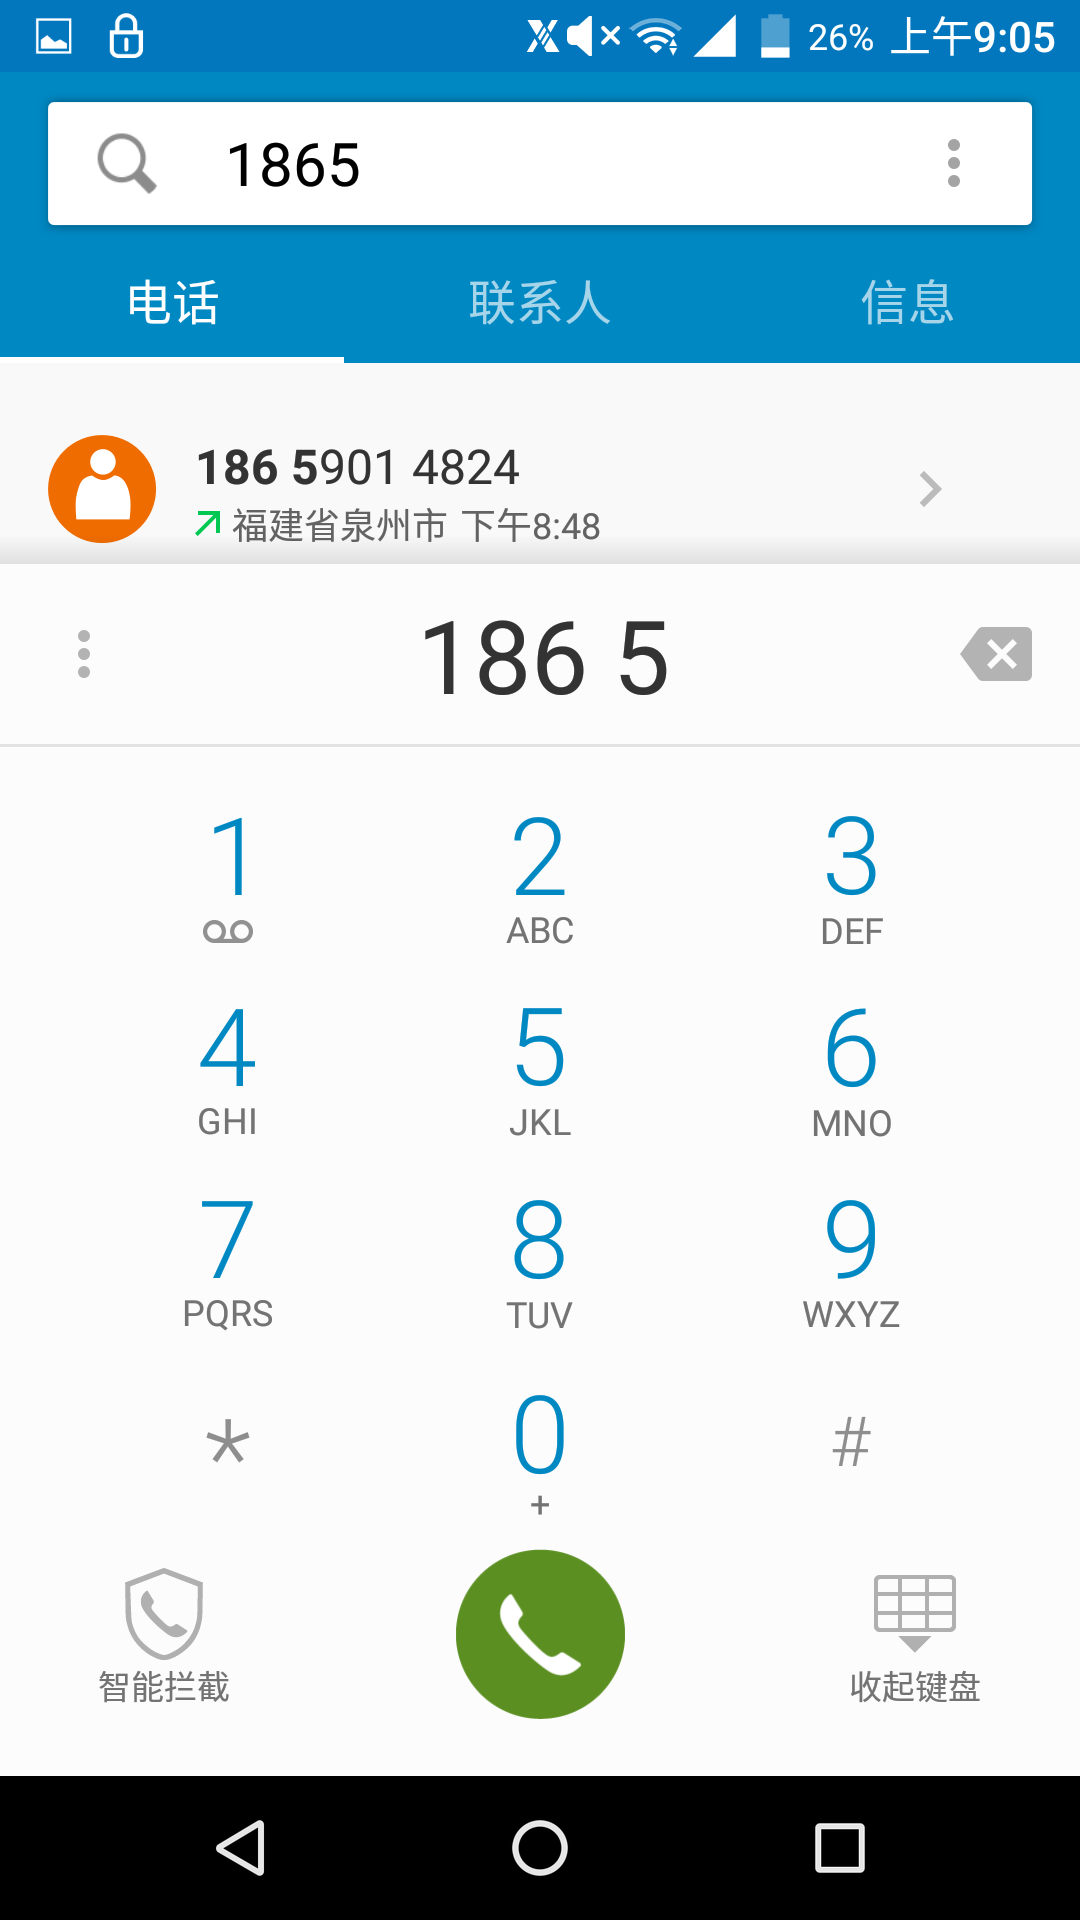 26% 上午9:05
1865
电话 联系人 信息
186 5901 4824
福建省泉州市 下午8:48
186 5
1 2 3
ABC DEF
4 5 6
GHI JKL MNO
7 8 9
PQRS TUV WXYZ
* 0 #
+
智能拦截 收起键盘